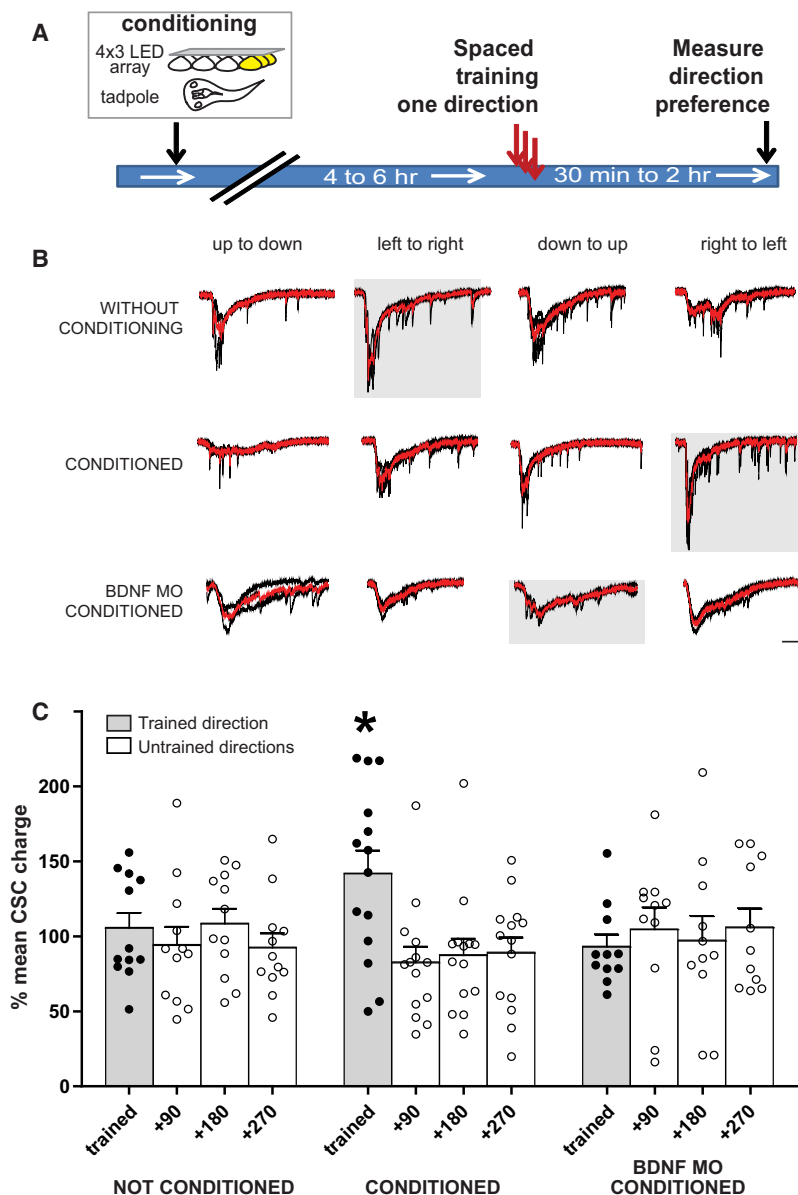 A
conditioning
4x3 LED
array
tadpole
Spaced
training
one direction
Measure
direction
preference
4 to 6 hr
30 min to 2 hr
B
up to down
left to right
down to up
right to left
WITHOUT
CONDITIONING
CONDITIONED
BDNF MO
CONDITIONED
C
Trained direction
Untrained directions
*
% mean CSC charge
200
150
100
50
0
trained
+90
+180
+270
trained
+90
+180
+270
trained
+90
+180
+270
NOT CONDITIONED
CONDITIONED
BDNF MO
CONDITIONED